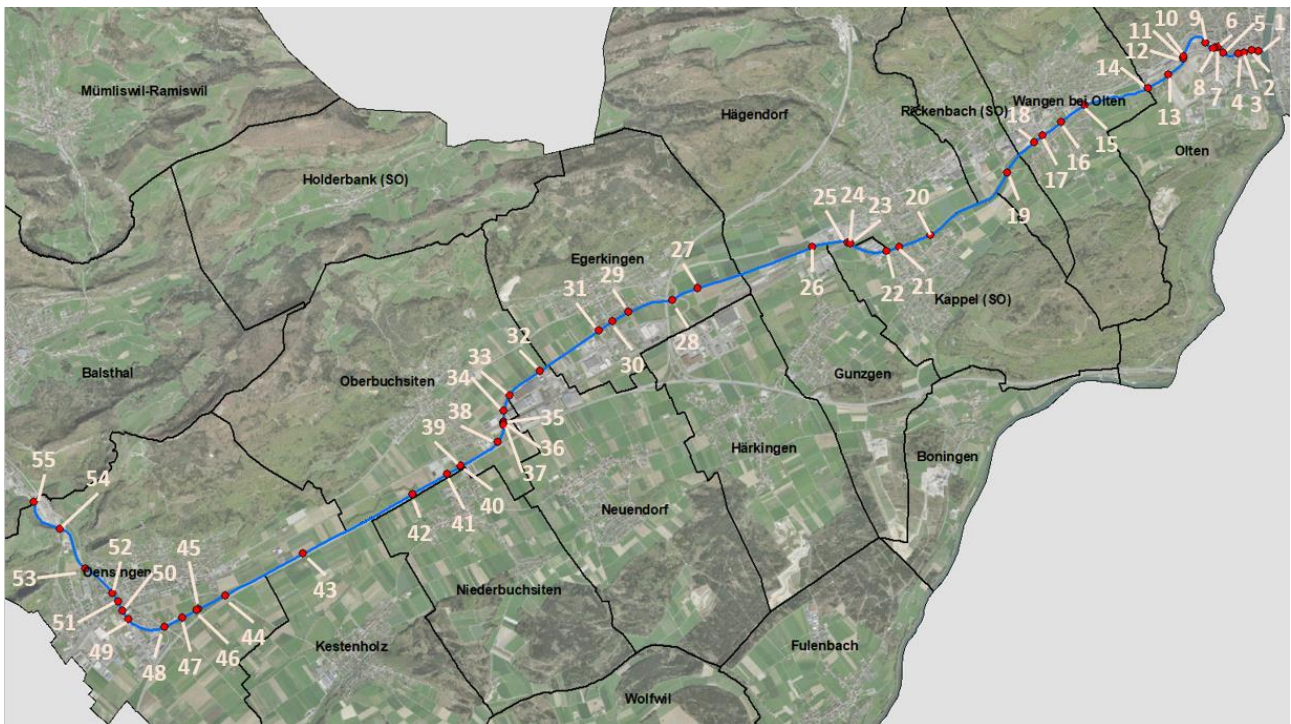 10 9 6 5 1
11
12
Mümliswil-Ramiswil
14
8 7 4 3 2
Hägendorf
Rickenbach (SO)
18 Wangen bei Olten
13
15
16
17
Olten
Holderbank (SO)
19
25 24 23 20
27
Egerkingen
29
31
26 22 21
Kappel (SO)
28
30
33 32
34
Balsthal
Oberbuchsiten
Gunzgen
38
39
35
36
37
Härkingen
Boningen
55 54
40
41
42
Neuendorf
52 45
50
53
Oensingen
43
Niederbuchsiten
51
49 48 47 46 44
Kestenholz
Fulenbach
Wolfwil